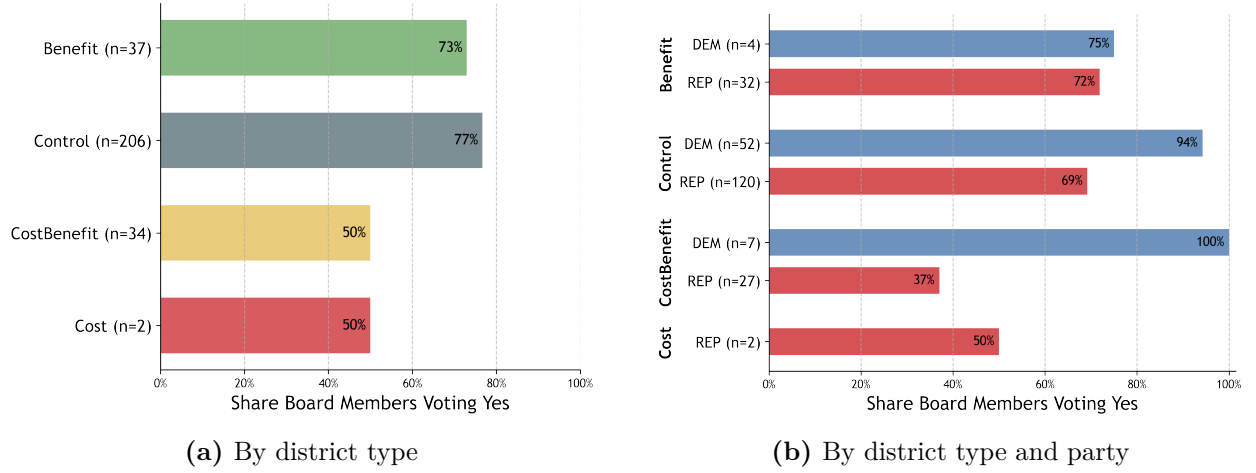 Benefit (n=37)
73%
Control (n=206)
77%
CostBenefit (n=34)
50%
Cost (n=2)
50%
0% 20% 40% 60% 80% 100%
Share Board Members Voting Yes
(a) By district type
Benefit
DEM (n=4)
75%
REP (n=32)
72%
Control
DEM (n=52)
94%
REP (n=120)
69%
CostBenefit
DEM (n=7)
100%
REP (n=27)
37%
Cost
REP (n=2)
50%
0% 20% 40% 60% 80% 100%
Share Board Members Voting Yes
(b) By district type and party